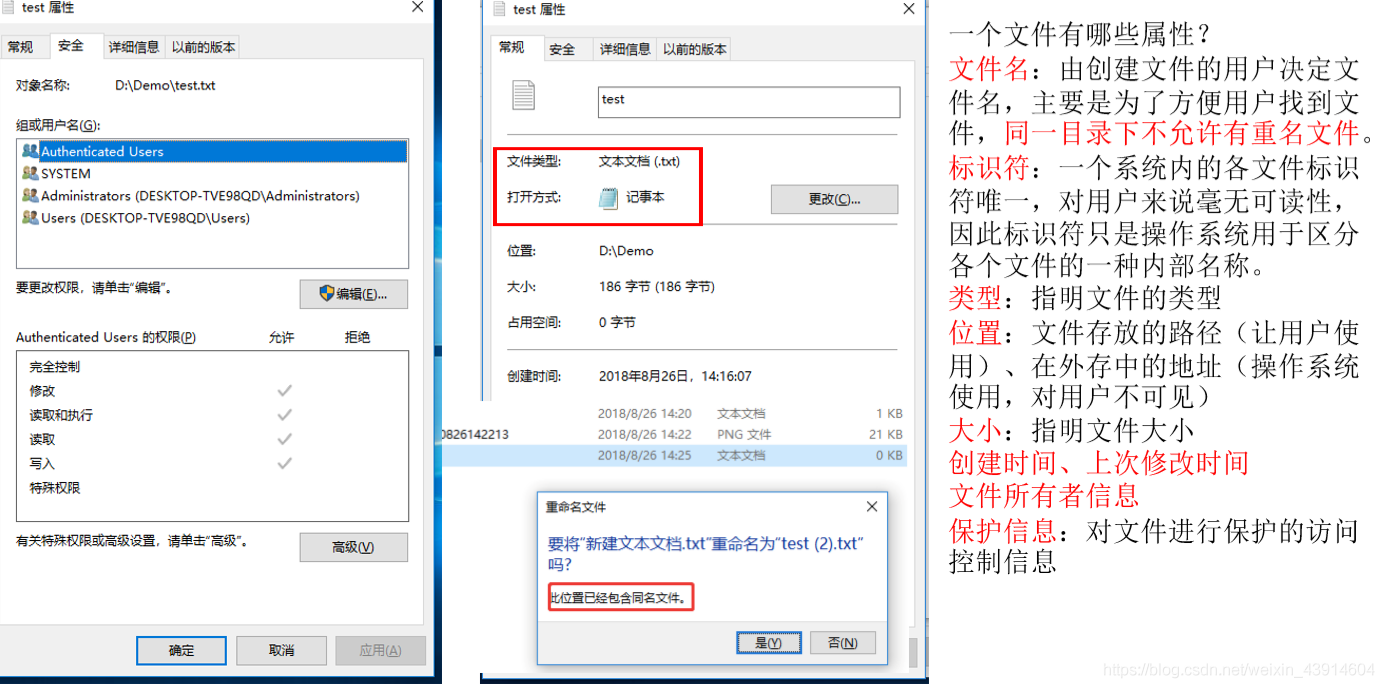 test 属性
常规
安全
详细信息
以前的版本
对象名称:
D:\Demo\test.txt
组或用户名(G):
Authenticated Users
SYSTEM
Administrators (DESKTOP-TVE98QD\Administrators)
Users (DESKTOP-TVE98QD\Users)
要更改权限，请单击"编辑"。
编辑(E)...
Authenticated Users 的权限(P)
允许
拒绝
完全控制
修改
读取和执行
读取
写入
特殊权限
有关特殊权限或高级设置，请单击"高级"。
高级(V)
确定
取消
应用(A)
test 属性
常规
安全
详细信息
以前的版本
test
文件类型:
文本文档 (.txt)
打开方式:
记事本
更改(C)...
位置:
D:\Demo
大小:
186 字节 (186 字节)
占用空间:
0 字节
创建时间:
2018年8月26日，14:16:07
2018/8/26 14:20 文本文档 1 KB
0826142213 2018/8/26 14:22 PNG 文件 21 KB
2018/8/26 14:25 文本文档 0 KB
重命名文件
要将"新建文本文档.txt"重命名为"test (2).txt"
吗?
此位置已经包含同名文件。
是(Y)
否(N)
一个文件有哪些属性？
文件名：由创建文件的用户决定文
件名，主要是为了方便用户找到文
件，同一目录下不允许有重名文件。
标识符：一个系统内的各文件标识
符唯一，对用户来说毫无可读性，
因此标识符只是操作系统用于区分
各个文件的一种内部名称。
类型：指明文件的类型
位置：文件存放的路径（让用户使
用）、在外存中的地址（操作系统
使用，对用户不可见）
大小：指明文件大小
创建时间、上次修改时间
文件所有者信息
保护信息：对文件进行保护的访问
控制信息
https://blog.csdn.net/weixin_43914604